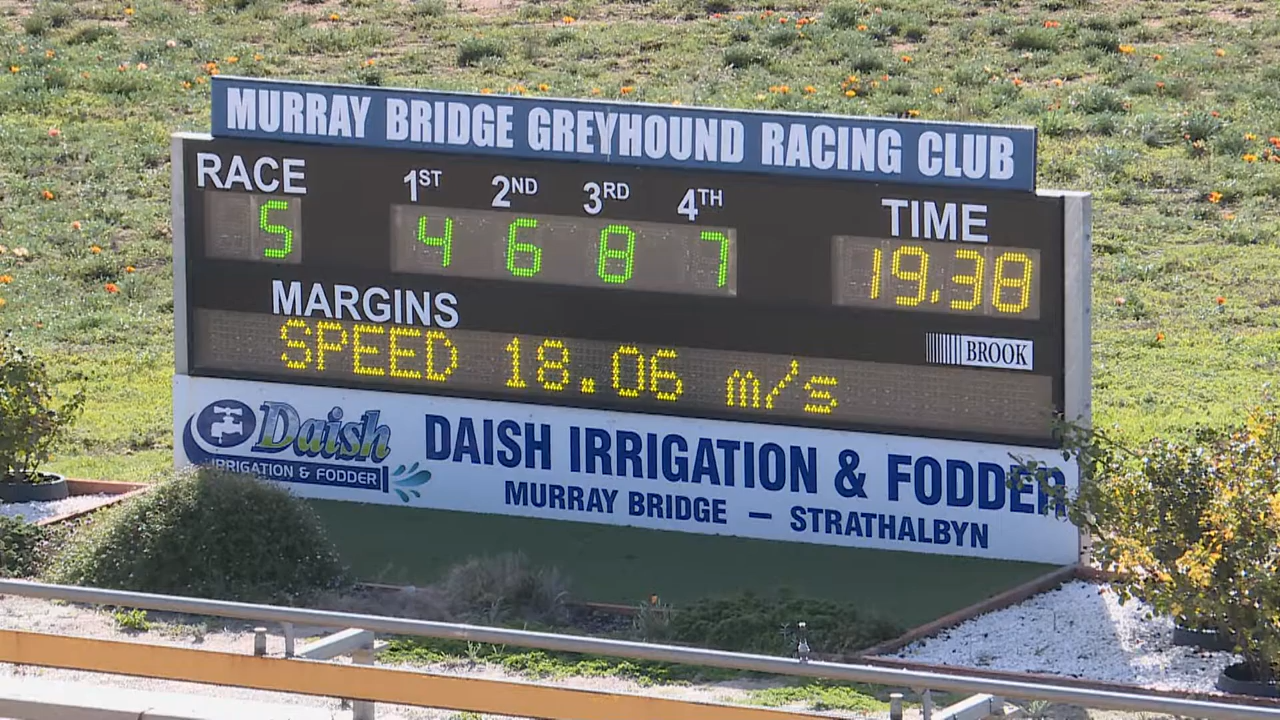 MURRAY BRIDGE GREYHOUND RACING CLUB
RACE 1ST 2ND 3RD 4TH TIME
5 4 6 8 7 19.38
MARGINS
BROOK
SPEED 18.06 m/s
Daish
IRRIGATION & FODDER
DAISH IRRIGATION & FODDER
MURRAY BRIDGE – STRATHALBYN